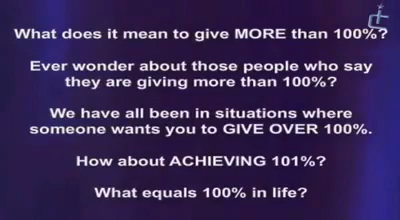 What does it mean to give MORE than 100%?
Ever wonder about those people who say
they are giving more than 100%?
We have all been in situations where
someone wants you to GIVE OVER 100%.
How about ACHIEVING 101%?
What equals 100% in life?